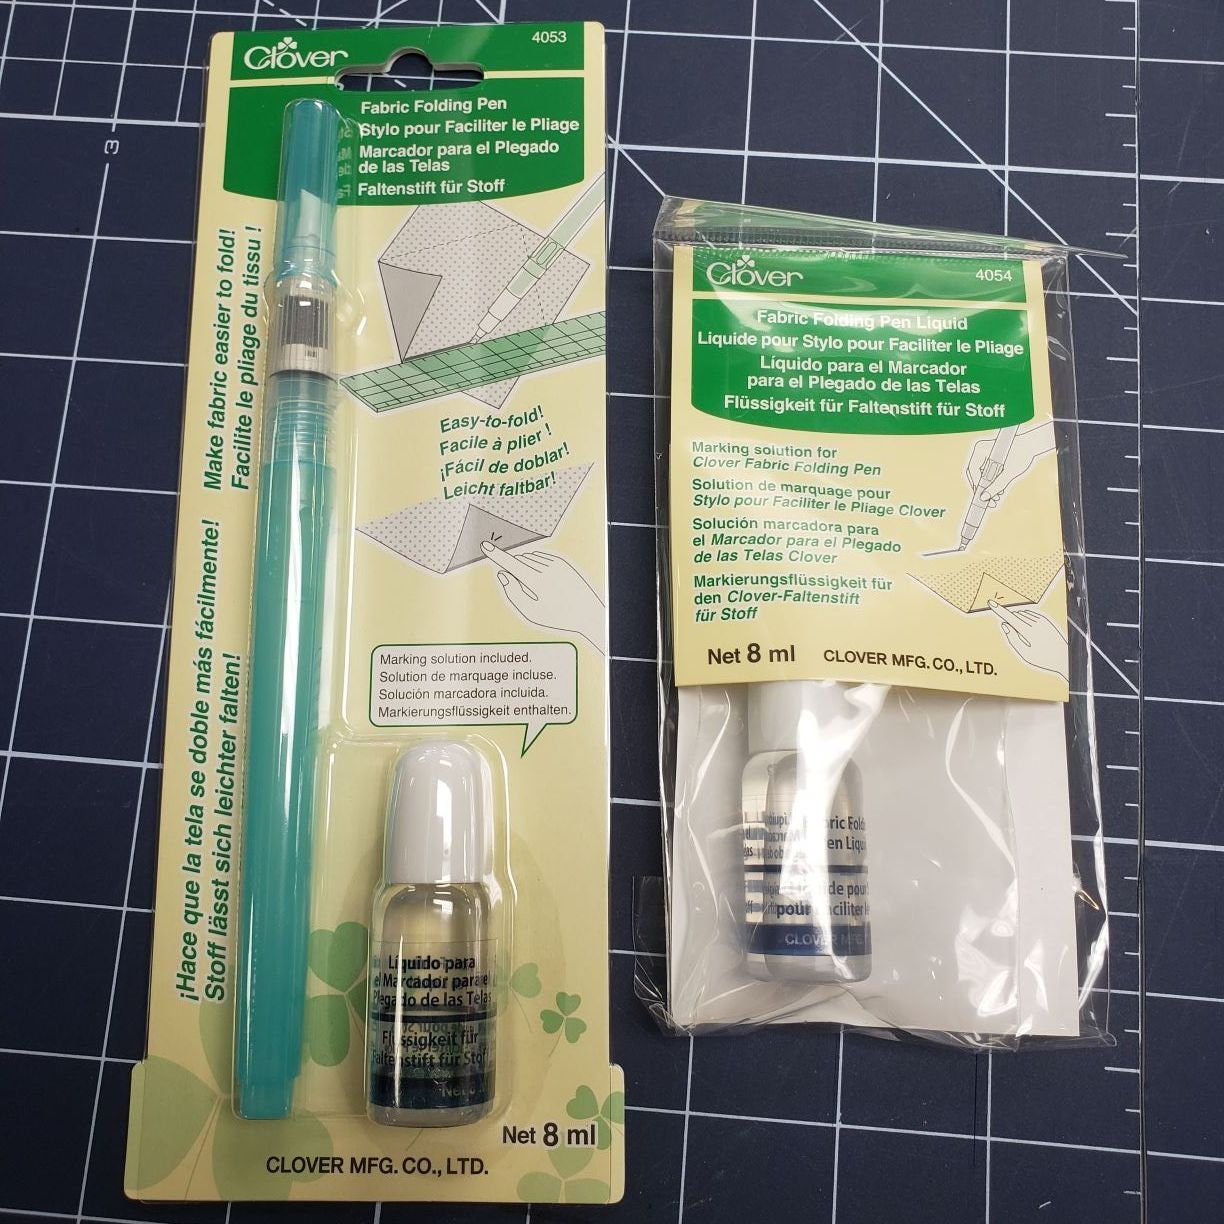 Clover
4053
Fabric Folding Pen
Stylo pour Faciliter le Pliage
Marcador para el Plegado
de las Telas
Faltenstift für Stoff
Make fabric easier to fold!
Facilite le pliage du tissu !
¡Hace que la tela se doble más fácilmente!
Stoff lässt sich leichter falten!
Easy-to-fold!
Facile à plier !
¡Fácil de doblar!
Leicht faltbar!
Marking solution included.
Solution de marquage incluse.
Solución marcadora incluida.
Markierungsflüssigkeit enthalten.
Líquido para
el Marcador para el
Plegado de las Telas
Flüssigkeit für
Faltenstift für Stoff
Net 8 ml
CLOVER MFG. CO., LTD.
Clover
4054
Fabric Folding Pen Liquid
Liquide pour Stylo pour Faciliter le Pliage
Líquido para el Marcador
para el Plegado de las Telas
Flüssigkeit für Faltenstift für Stoff
Marking solution for
Clover Fabric Folding Pen
Solution de marquage pour
Stylo pour Faciliter le Pliage Clover
Solución marcadora para
el Marcador para el Plegado
de las Telas Clover
Markierungsflüssigkeit für
den Clover-Faltenstift
für Stoff
Net 8 ml
CLOVER MFG. CO., LTD.
pour Faciliter
CLOVER
3